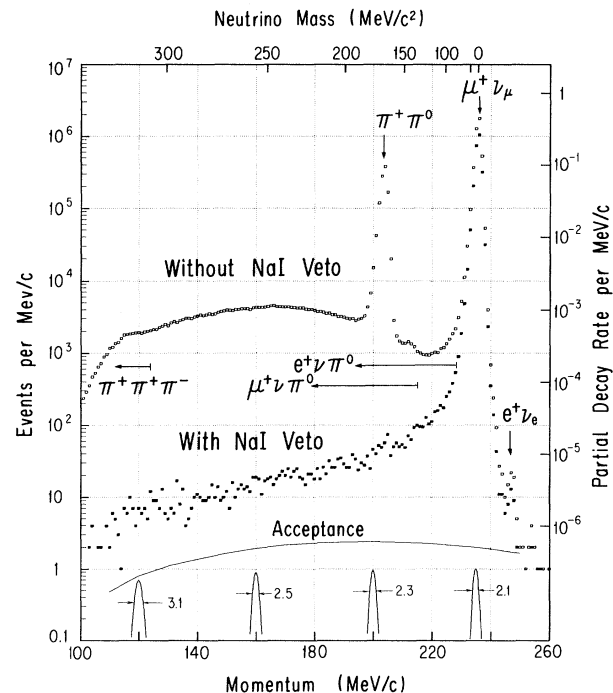 Neutrino Mass (MeV/c²)
300 250 200 150 100 50 0
10⁷
10⁶
10⁵
10⁴
10³
10²
10
1
0.1
Events per Mev/c
1
10⁻¹
10⁻²
10⁻³
10⁻⁴
10⁻⁵
10⁻⁶
Partial Decay Rate per MeV/c
μ⁺νμ
π⁺π⁰
Without NaI Veto
e⁺νπ⁰
π⁺π⁺π⁻
μ⁺νπ⁰
With NaI Veto
e⁺νe
Acceptance
3.1 2.5 2.3 2.1
100 140 180 220 260
Momentum (MeV/c)